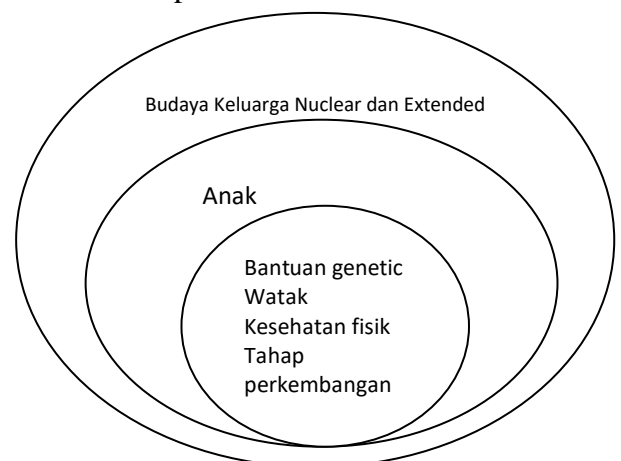 Budaya Keluarga Nuclear dan Extended
Anak
Bantuan genetic
Watak
Kesehatan fisik
Tahap
perkembangan